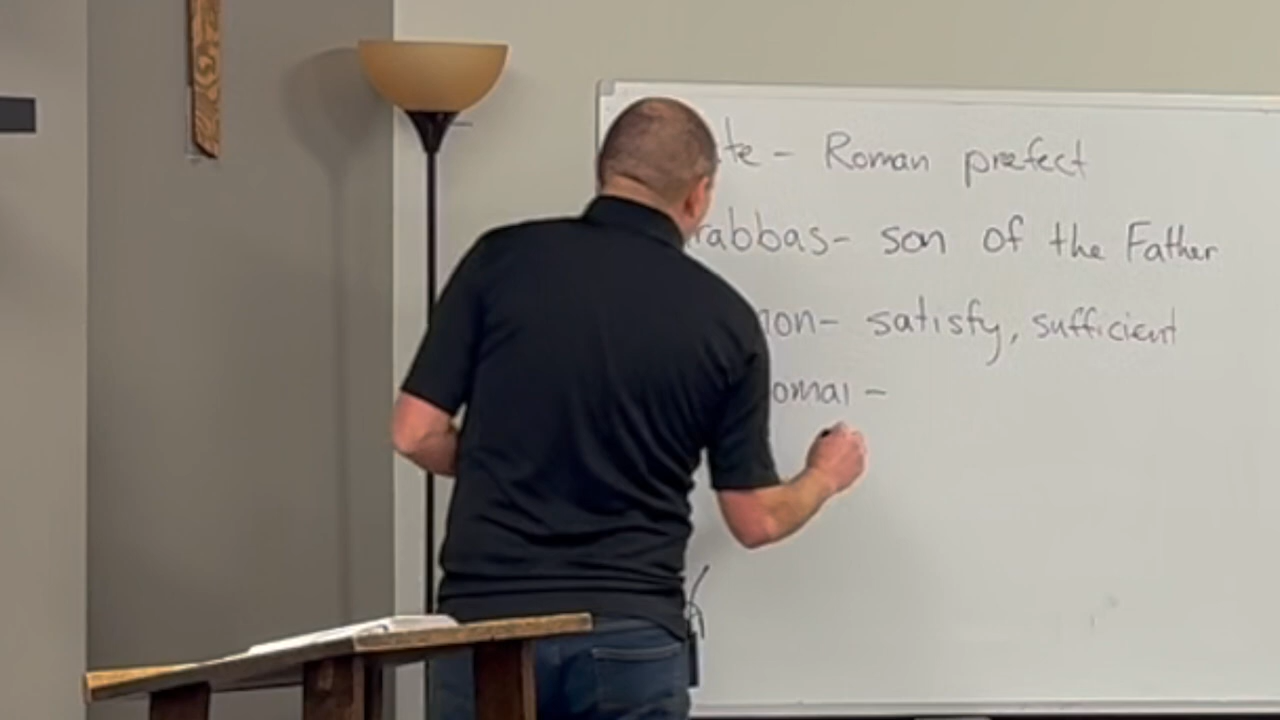 te - Roman prefect
rabbas - son of the Father
non - satisfy, sufficient
omai -